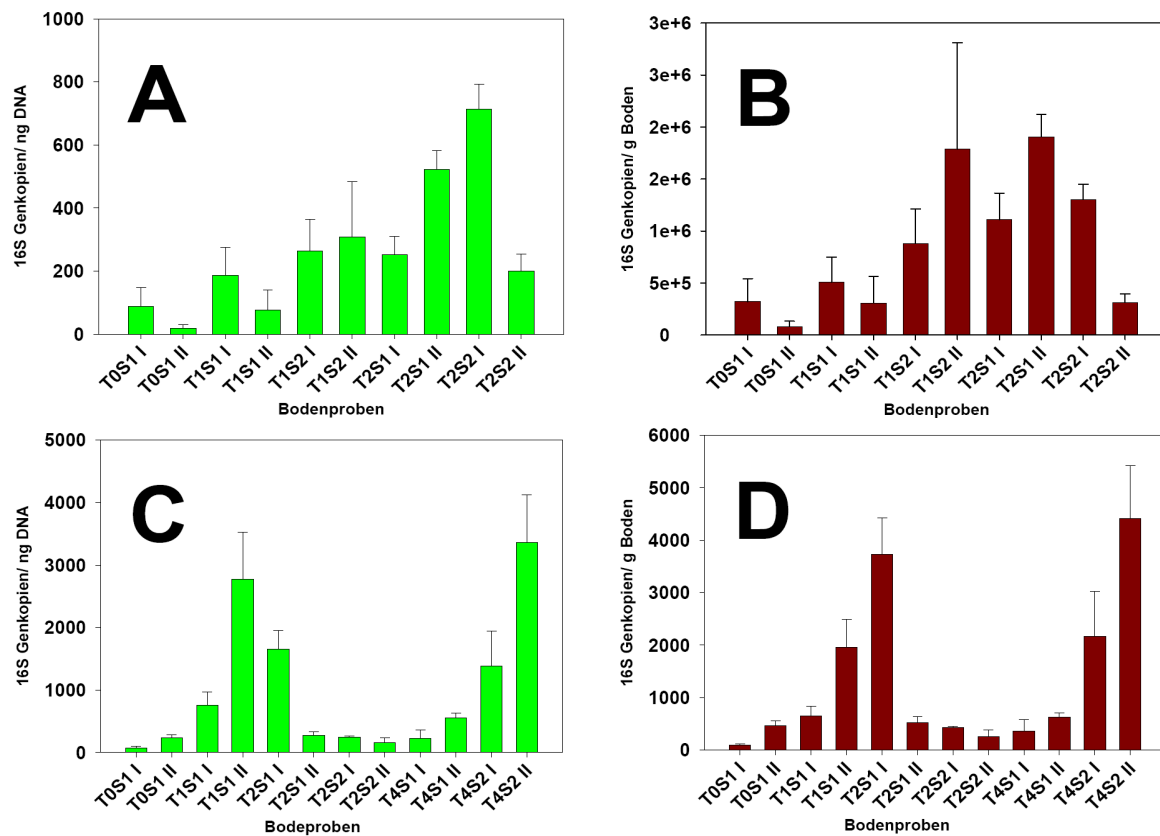 A
16S Genkopien/ ng DNA
1000
800
600
400
200
0
T0S1 I
T0S1 II
T1S1 I
T1S1 II
T1S2 I
T1S2 II
T2S1 I
T2S1 II
T2S2 I
T2S2 II
Bodenproben
B
16S Genkopien/ g Boden
3e+6
3e+6
2e+6
2e+6
1e+6
5e+5
0
T0S1 I
T0S1 II
T1S1 I
T1S1 II
T1S2 I
T1S2 II
T2S1 I
T2S1 II
T2S2 I
T2S2 II
Bodenproben
C
16S Genkopien/ ng DNA
5000
4000
3000
2000
1000
0
T0S1 I
T0S1 II
T1S1 I
T1S1 II
T2S1 I
T2S1 II
T2S2 I
T2S2 II
T4S1 I
T4S1 II
T4S2 I
T4S2 II
Bodeproben
D
16S Genkopien/ g Boden
6000
5000
4000
3000
2000
1000
0
T0S1 I
T0S1 II
T1S1 I
T1S1 II
T2S1 I
T2S1 II
T2S2 I
T2S2 II
T4S1 I
T4S1 II
T4S2 I
T4S2 II
Bodenproben